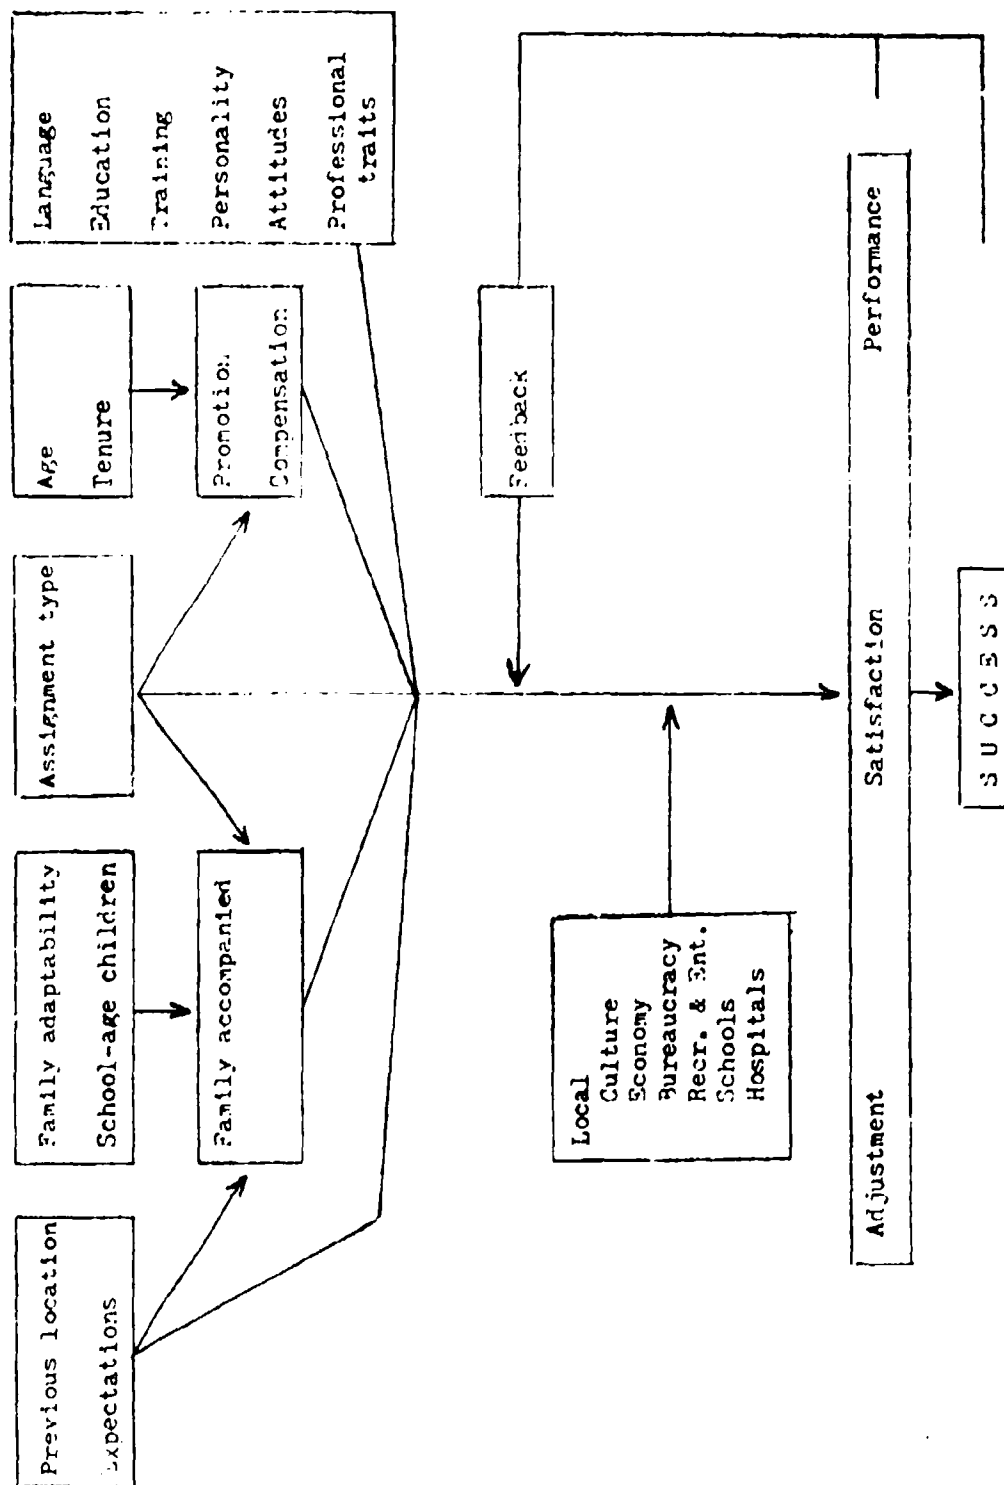 Previous location
Expectations
Family adaptability
School-age children
Assignment type
Age
Tenure
Language
Education
Training
Personality
Attitudes
Professional
traits
Family accompanied
Promotion
Compensation
Feedback
Local
Culture
Economy
Bureaucracy
Recr. & Ent.
Schools
Hospitals
Adjustment Satisfaction Performance
S U C C E S S